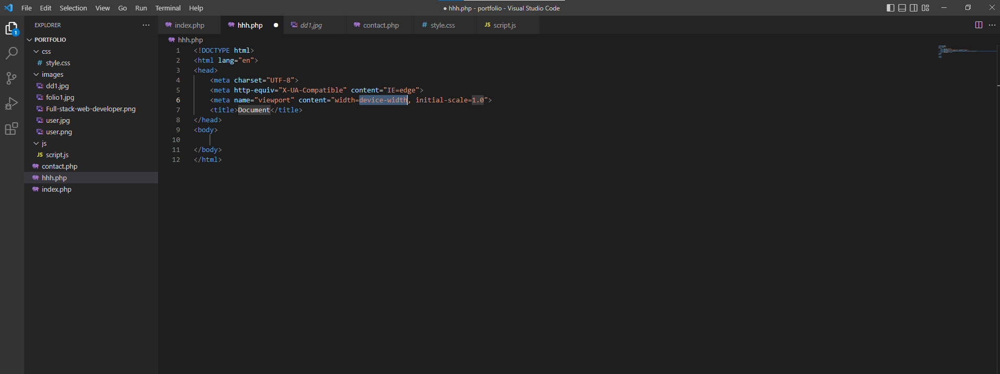 File Edit Selection View Go Run Terminal Help
● hhh.php - portfolio - Visual Studio Code
EXPLORER
···
index.php
hhh.php
dd1.jpg
contact.php
# style.css
JS script.js
···
1
PORTFOLIO
css
# style.css
images
dd1.jpg
folio1.jpg
Full-stack-web-developer.png
user.jpg
user.png
js
JS script.js
contact.php
hhh.php
index.php
hhh.php
1 <!DOCTYPE html>
2 <html lang="en">
3 <head>
4 <meta charset="UTF-8">
5 <meta http-equiv="X-UA-Compatible" content="IE=edge">
6 <meta name="viewport" content="width=device-width, initial-scale=1.0">
7 <title>Document</title>
8 </head>
9 <body>
10
11 </body>
12 </html>